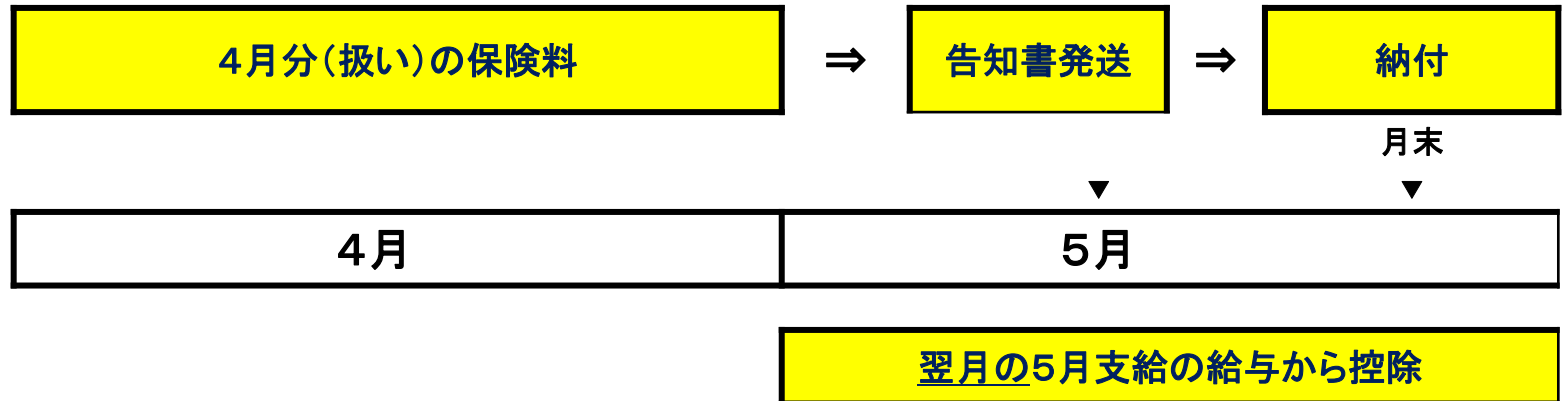 4月分(扱い)の保険料 ⇒ 告知書発送 ⇒ 納付
月末
▼ ▼
4月 5月
翌月の5月支給の給与から控除